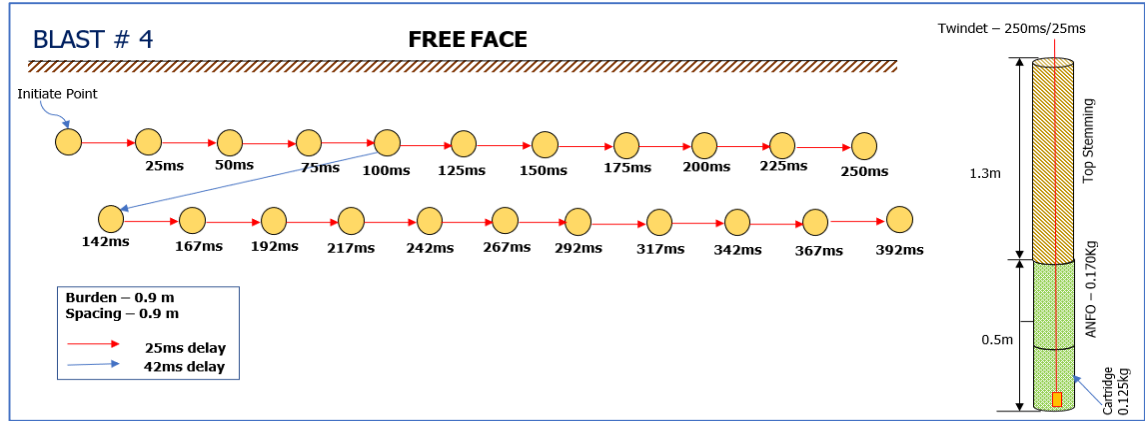 BLAST # 4
FREE FACE
Twindet – 250ms/25ms
Initiate Point
25ms
50ms
75ms
100ms
125ms
150ms
175ms
200ms
225ms
250ms
142ms
167ms
192ms
217ms
242ms
267ms
292ms
317ms
342ms
367ms
392ms
Burden – 0.9 m
Spacing – 0.9 m
25ms delay
42ms delay
1.3m
Top Stemming
0.5m
ANFO – 0.170Kg
Cartridge
0.125kg